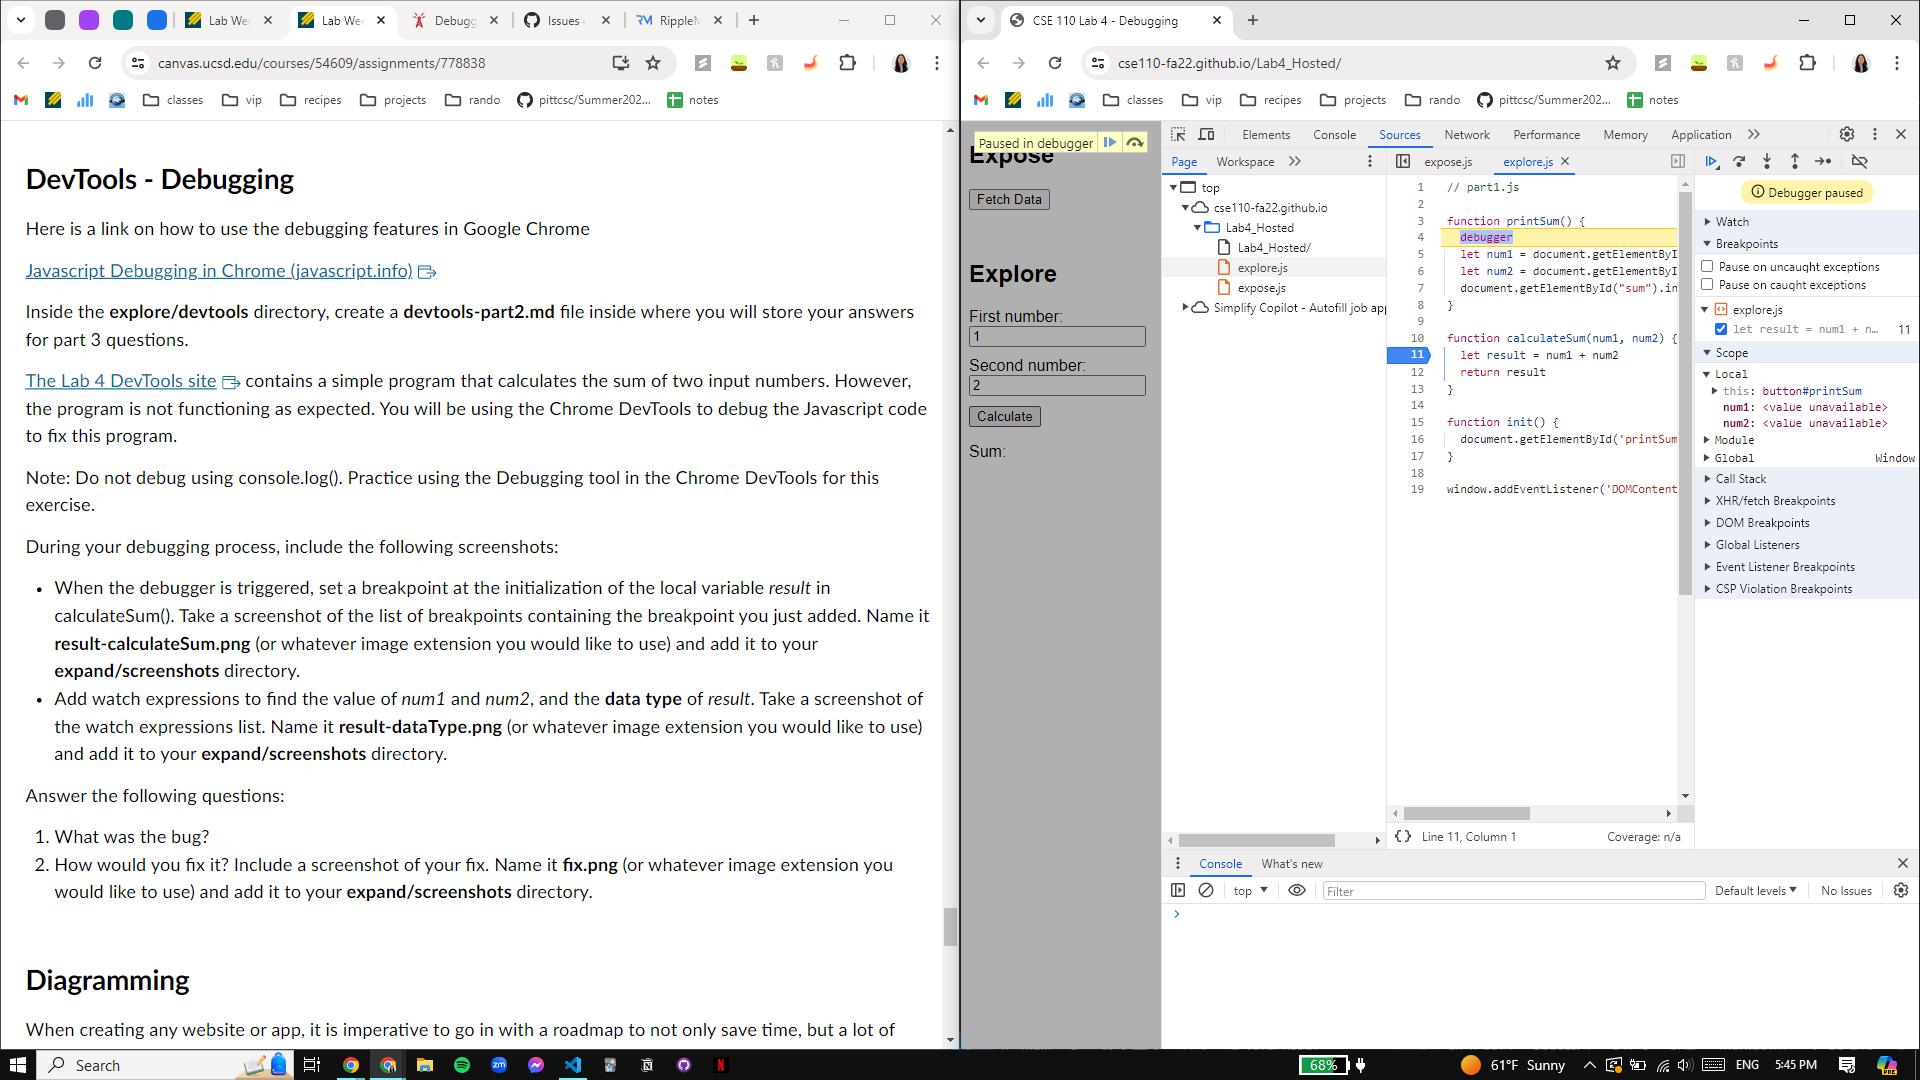 Lab We
Lab We
Debugg
Issues
RippleM
canvas.ucsd.edu/courses/54609/assignments/778838
classes
vip
recipes
projects
rando
pittcsc/Summer202...
notes
DevTools - Debugging
Here is a link on how to use the debugging features in Google Chrome
Javascript Debugging in Chrome (javascript.info)
Inside the explore/devtools directory, create a devtools-part2.md file inside where you will store your answers
for part 3 questions.
The Lab 4 DevTools site contains a simple program that calculates the sum of two input numbers. However,
the program is not functioning as expected. You will be using the Chrome DevTools to debug the Javascript code
to fix this program.
Note: Do not debug using console.log(). Practice using the Debugging tool in the Chrome DevTools for this
exercise.
During your debugging process, include the following screenshots:
• When the debugger is triggered, set a breakpoint at the initialization of the local variable result in
calculateSum(). Take a screenshot of the list of breakpoints containing the breakpoint you just added. Name it
result-calculateSum.png (or whatever image extension you would like to use) and add it to your
expand/screenshots directory.
• Add watch expressions to find the value of num1 and num2, and the data type of result. Take a screenshot of
the watch expressions list. Name it result-dataType.png (or whatever image extension you would like to use)
and add it to your expand/screenshots directory.
Answer the following questions:
1. What was the bug?
2. How would you fix it? Include a screenshot of your fix. Name it fix.png (or whatever image extension you
would like to use) and add it to your expand/screenshots directory.
Diagramming
When creating any website or app, it is imperative to go in with a roadmap to not only save time, but a lot of
CSE 110 Lab 4 - Debugging
cse110-fa22.github.io/Lab4_Hosted/
classes
vip
recipes
projects
rando
pittcsc/Summer202...
notes
Paused in debugger
Expose
Fetch Data
Explore
First number:
1
Second number:
2
Calculate
Sum:
Elements
Console
Sources
Network
Performance
Memory
Application
Page
Workspace
top
cse110-fa22.github.io
Lab4_Hosted
Lab4_Hosted/
explore.js
expose.js
Simplify Copilot - Autofill job app
expose.js
explore.js
1 // part1.js
2
3 function printSum() {
4 debugger
5 let num1 = document.getElementByI
6 let num2 = document.getElementByI
7 document.getElementById("sum").in
8 }
9
10 function calculateSum(num1, num2) {
11 let result = num1 + num2
12 return result
13 }
14
15 function init() {
16 document.getElementById('printSum
17 }
18
19 window.addEventListener('DOMContent
{} Line 11, Column 1
Coverage: n/a
Debugger paused
Watch
Breakpoints
Pause on uncaught exceptions
Pause on caught exceptions
explore.js
let result = num1 + n… 11
Scope
Local
this: button#printSum
num1: <value unavailable>
num2: <value unavailable>
Module
Global Window
Call Stack
XHR/fetch Breakpoints
DOM Breakpoints
Global Listeners
Event Listener Breakpoints
CSP Violation Breakpoints
Console
What's new
top
Filter
Default levels
No Issues
Search
68%
61°F Sunny
ENG
5:45 PM